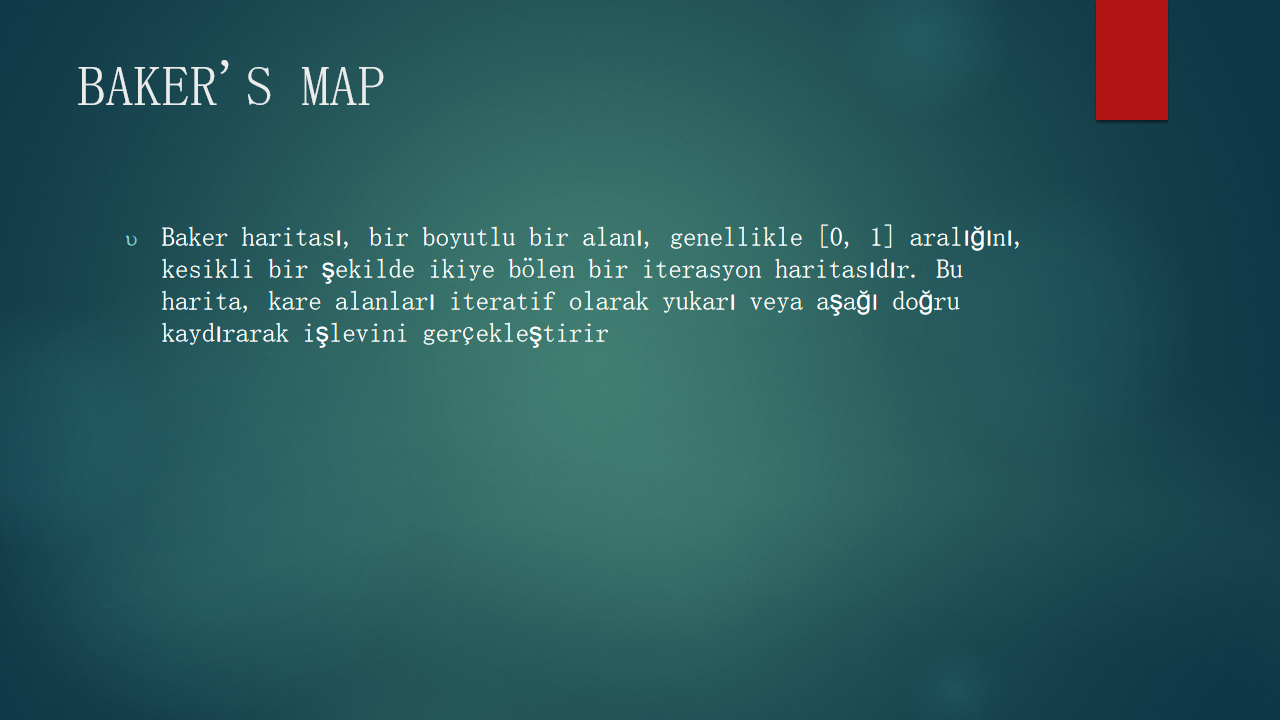 BAKER'S MAP
Baker haritası, bir boyutlu bir alanı, genellikle [0, 1] aralığını,
kesikli bir şekilde ikiye bölen bir iterasyon haritasıdır. Bu
harita, kare alanları iteratif olarak yukarı veya aşağı doğru
kaydırarak işlevini gerçekleştirir